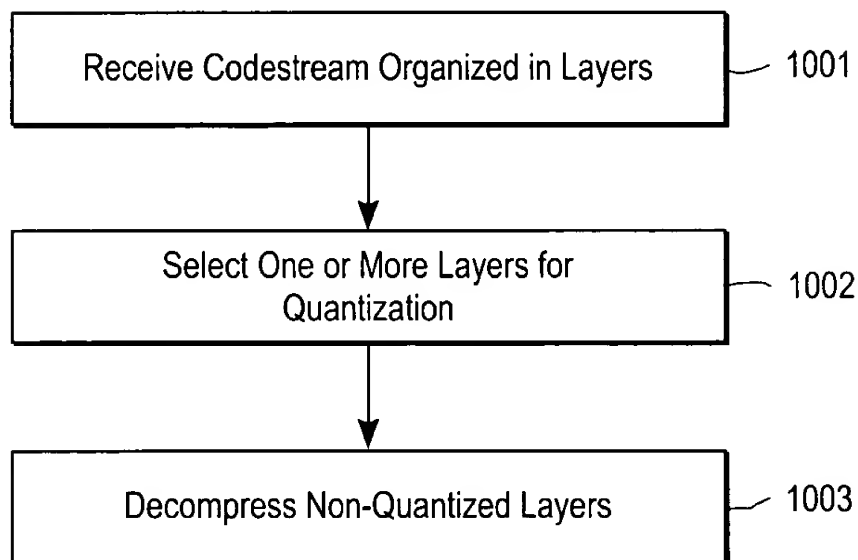 Receive Codestream Organized in Layers
1001
Select One or More Layers for
Quantization
1002
Decompress Non-Quantized Layers
1003